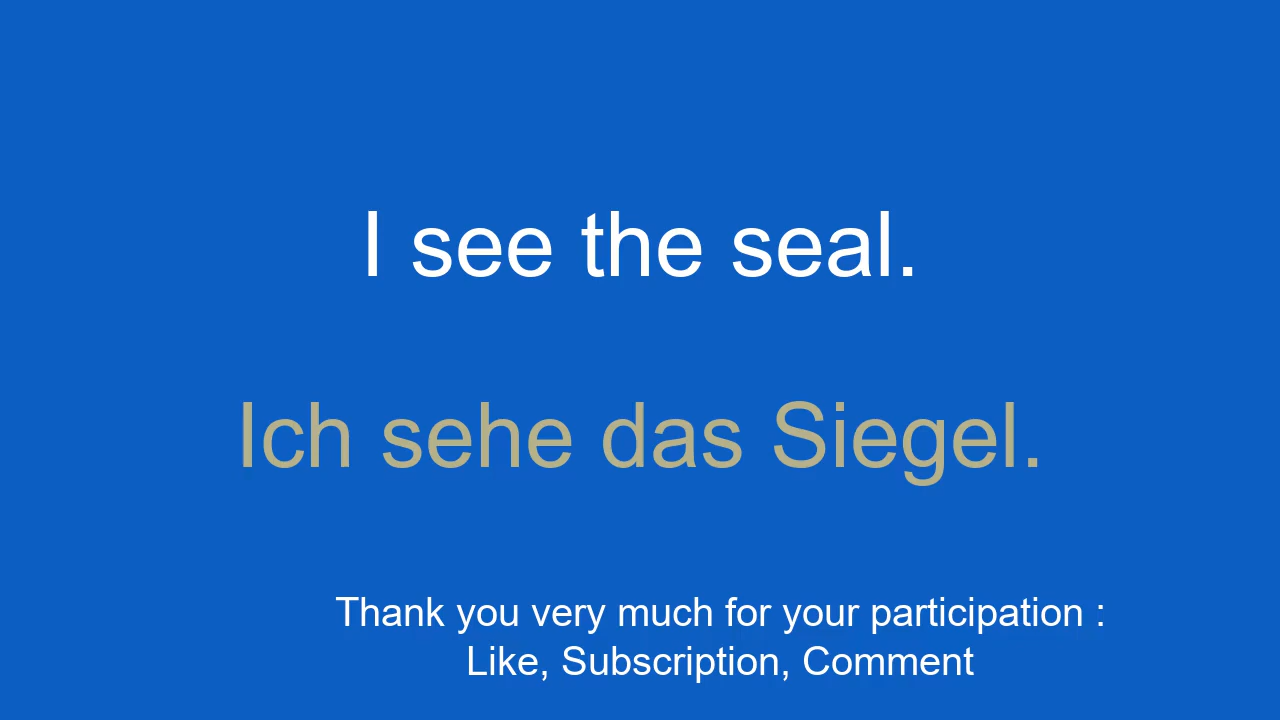 I see the seal.
Ich sehe das Siegel.
Thank you very much for your participation :
Like, Subscription, Comment